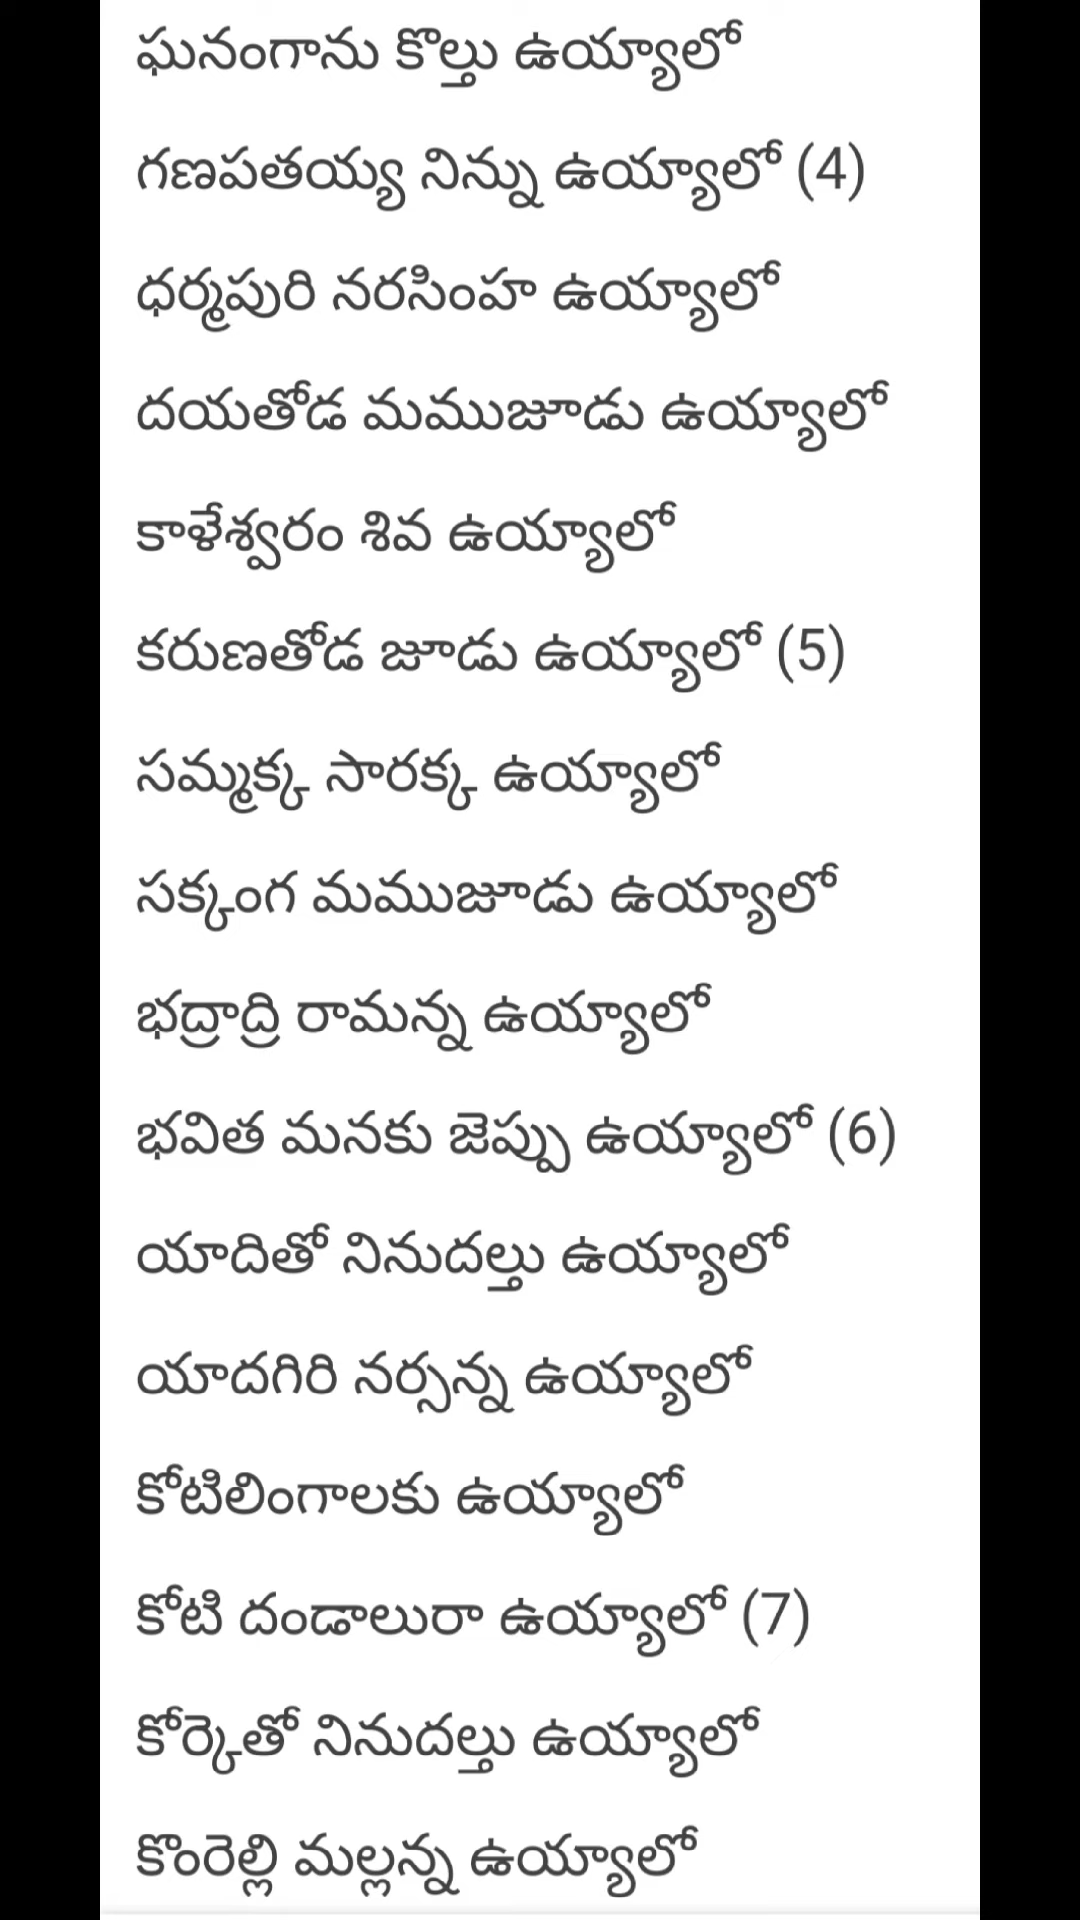 ఘనంగాను కొల్తు ఉయ్యాలో
గణపతయ్య నిన్ను ఉయ్యాలో (4)
ధర్మపురి నరసింహ ఉయ్యాలో
దయతోడ మముజూడు ఉయ్యాలో
కాళేశ్వరం శివ ఉయ్యాలో
కరుణతోడ జూడు ఉయ్యాలో (5)
సమ్మక్క సారక్క ఉయ్యాలో
సక్కంగ మముజూడు ఉయ్యాలో
భద్రాద్రి రామన్న ఉయ్యాలో
భవిత మనకు జెప్పు ఉయ్యాలో (6)
యాదితో నినుదల్తు ఉయ్యాలో
యాదగిరి నర్సన్న ఉయ్యాలో
కోటిలింగాలకు ఉయ్యాలో
కోటి దండాలురా ఉయ్యాలో (7)
కోర్కెతో నినుదల్తు ఉయ్యాలో
కొంరెల్లి మల్లన్న ఉయ్యాలో